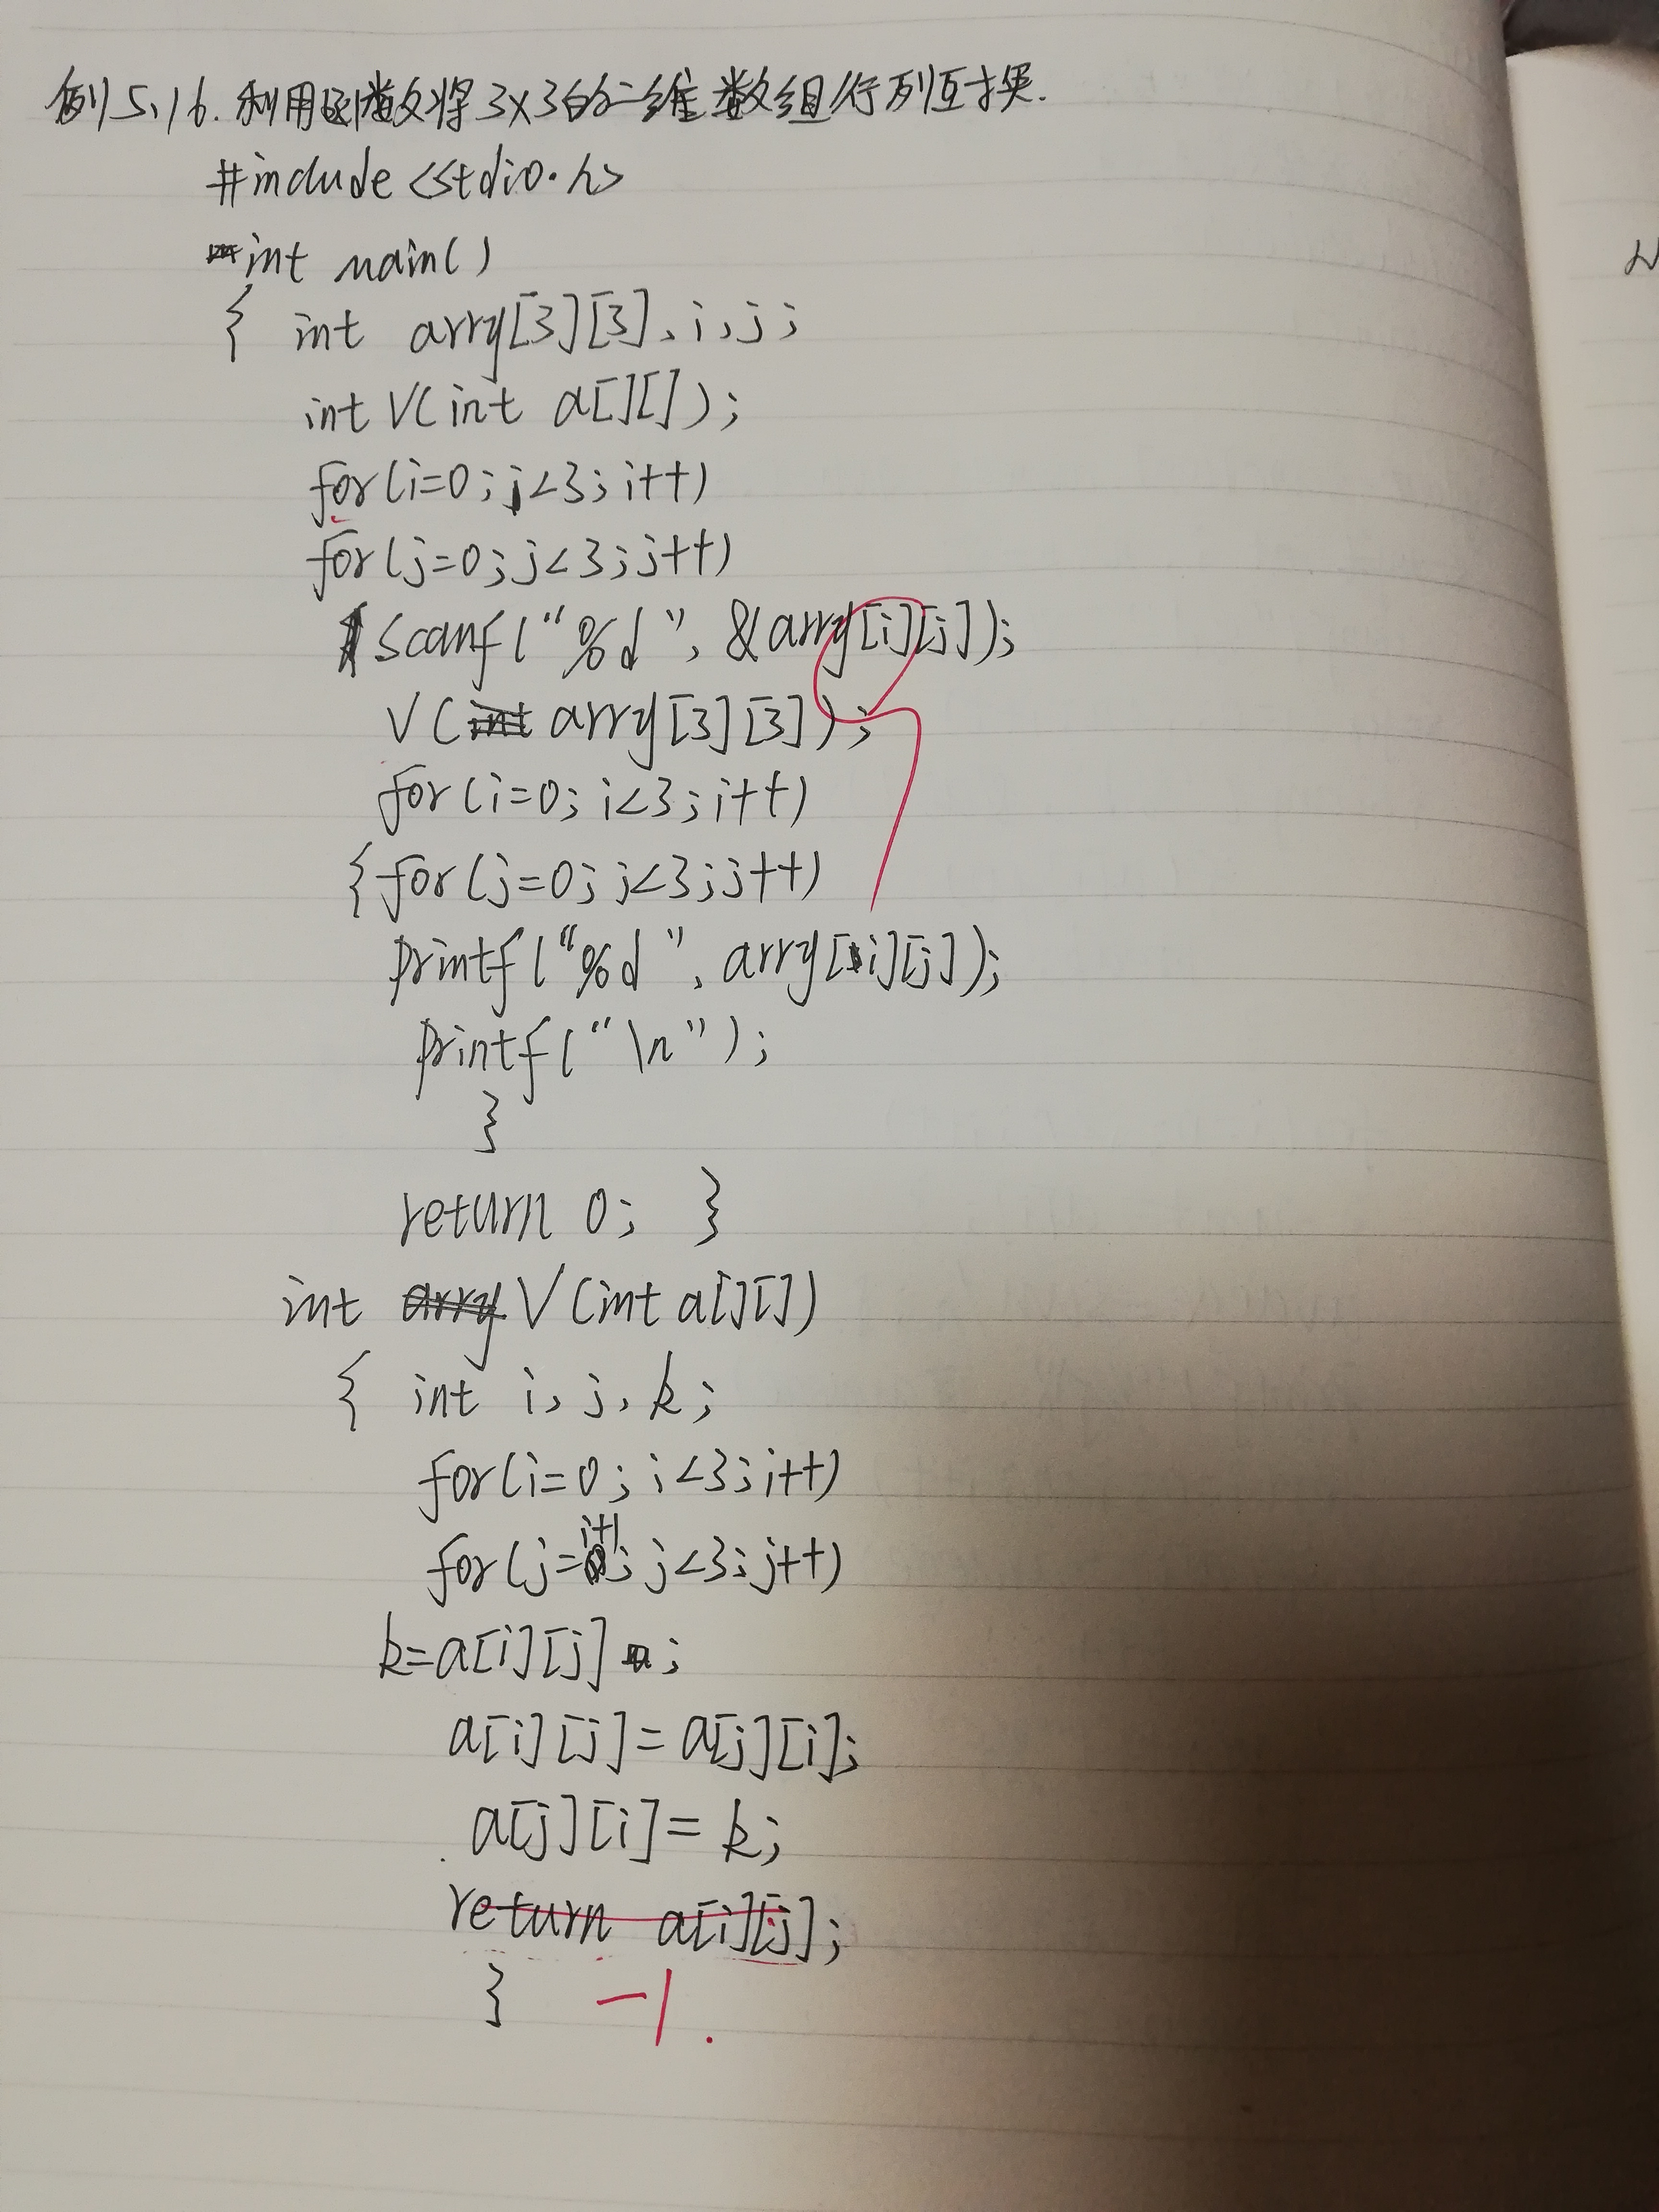 例5.16.利用函数将3×3的二维数组行列互换.
#include<stdio.h>
int main()
{ int arry[3][3],i,j;
int V(int a[][]);
for(i=0;i<3;i++)
for(j=0;j<3;j++)
scanf("%d",&arry[i][j]);
V(int arry[3][3]);
for(i=0;i<3;i++)
{for(j=0;j<3;j++)
printf("%d",arry[i][j]);
printf("\n");
}
return 0; }
int arry V(int a[][])
{ int i,j,k;
for(i=0;i<3;i++)
for(j=i+1;j<3;j++)
k=a[i][j];
a[i][j]=a[j][i];
a[j][i]=k;
return a[i][j];
} -1.